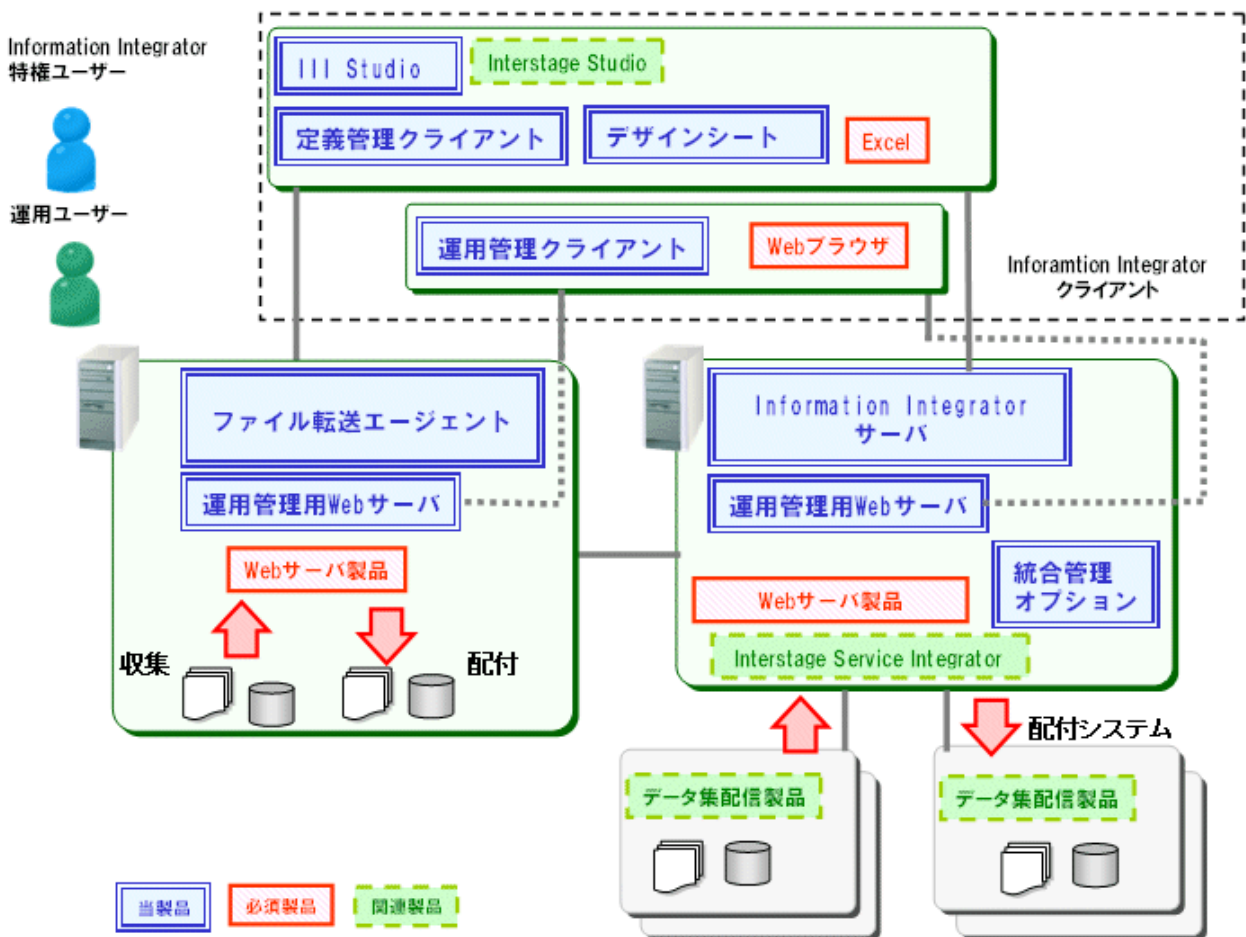 Information Integrator
特権ユーザー
運用ユーザー
III Studio
Interstage Studio
定義管理クライアント
デザインシート
Excel
運用管理クライアント
Webブラウザ
Inforamtion Integrator
クライアント
ファイル転送エージェント
運用管理用Webサーバ
Webサーバ製品
収集
配付
Information Integrator
サーバ
運用管理用Webサーバ
統合管理
オプション
Webサーバ製品
Interstage Service Integrator
配付システム
データ集配信製品
データ集配信製品
当製品
必須製品
関連製品